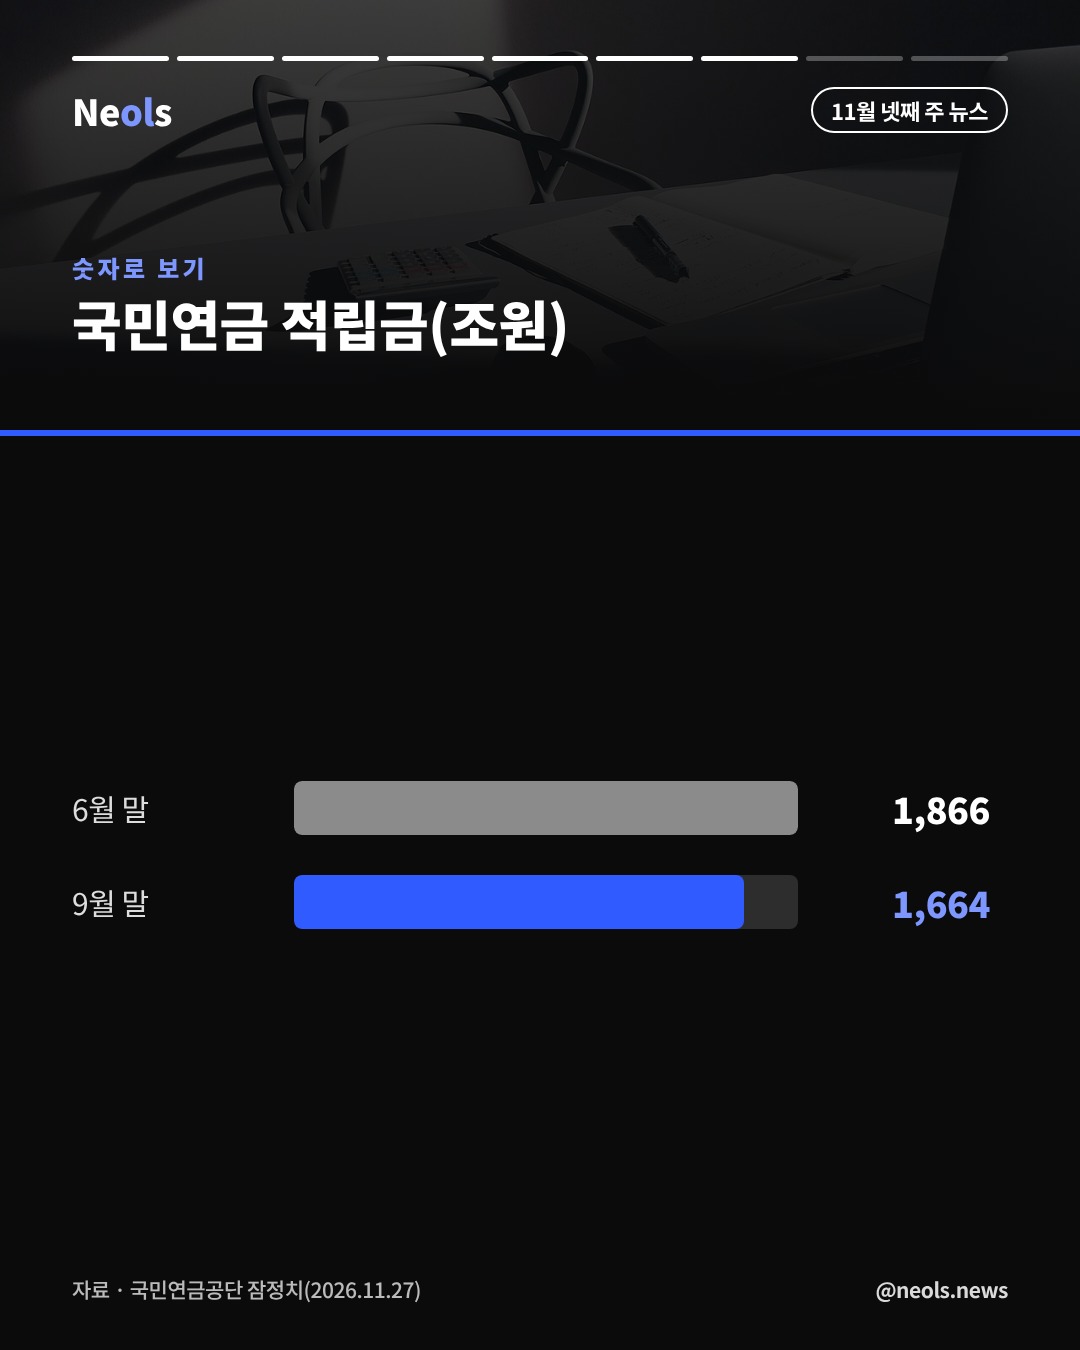 Neols
11월 넷째 주 뉴스
숫자로 보기
국민연금 적립금(조원)
6월 말
1,866
9월 말
1,664
자료 · 국민연금공단 잠정치(2026.11.27)
@neols.news